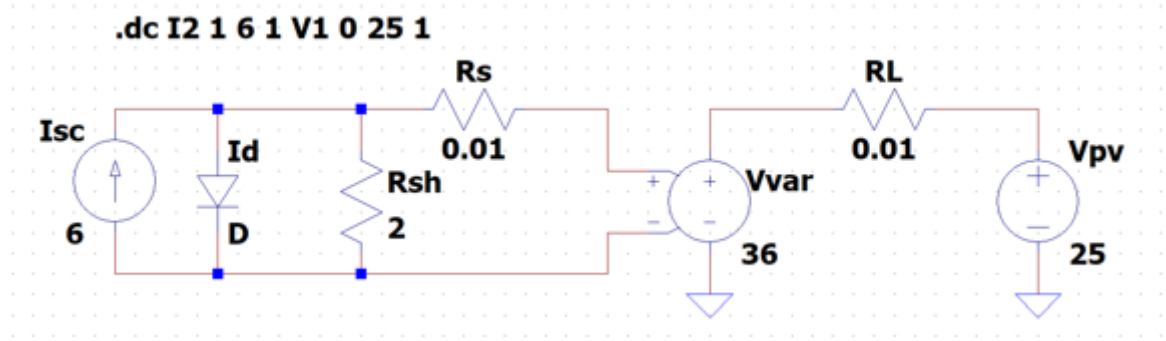 .dc I2 1 6 1 V1 0 25 1
Rs
RL
Isc
Id
0.01
0.01
Vpv
Rsh
Vvar
6
D
2
36
25